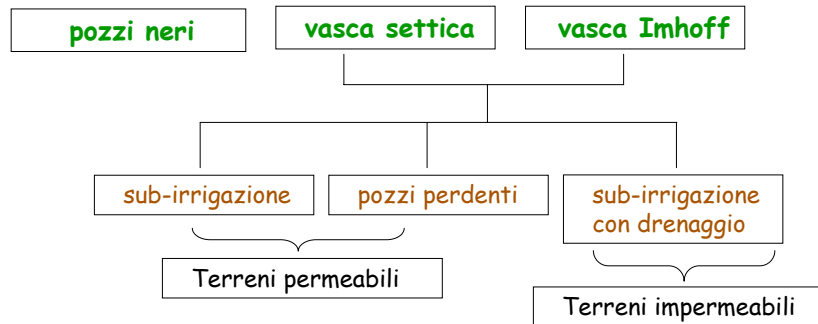 pozzi neri
vasca settica
vasca Imhoff
sub-irrigazione
pozzi perdenti
sub-irrigazione
con drenaggio
Terreni permeabili
Terreni impermeabili